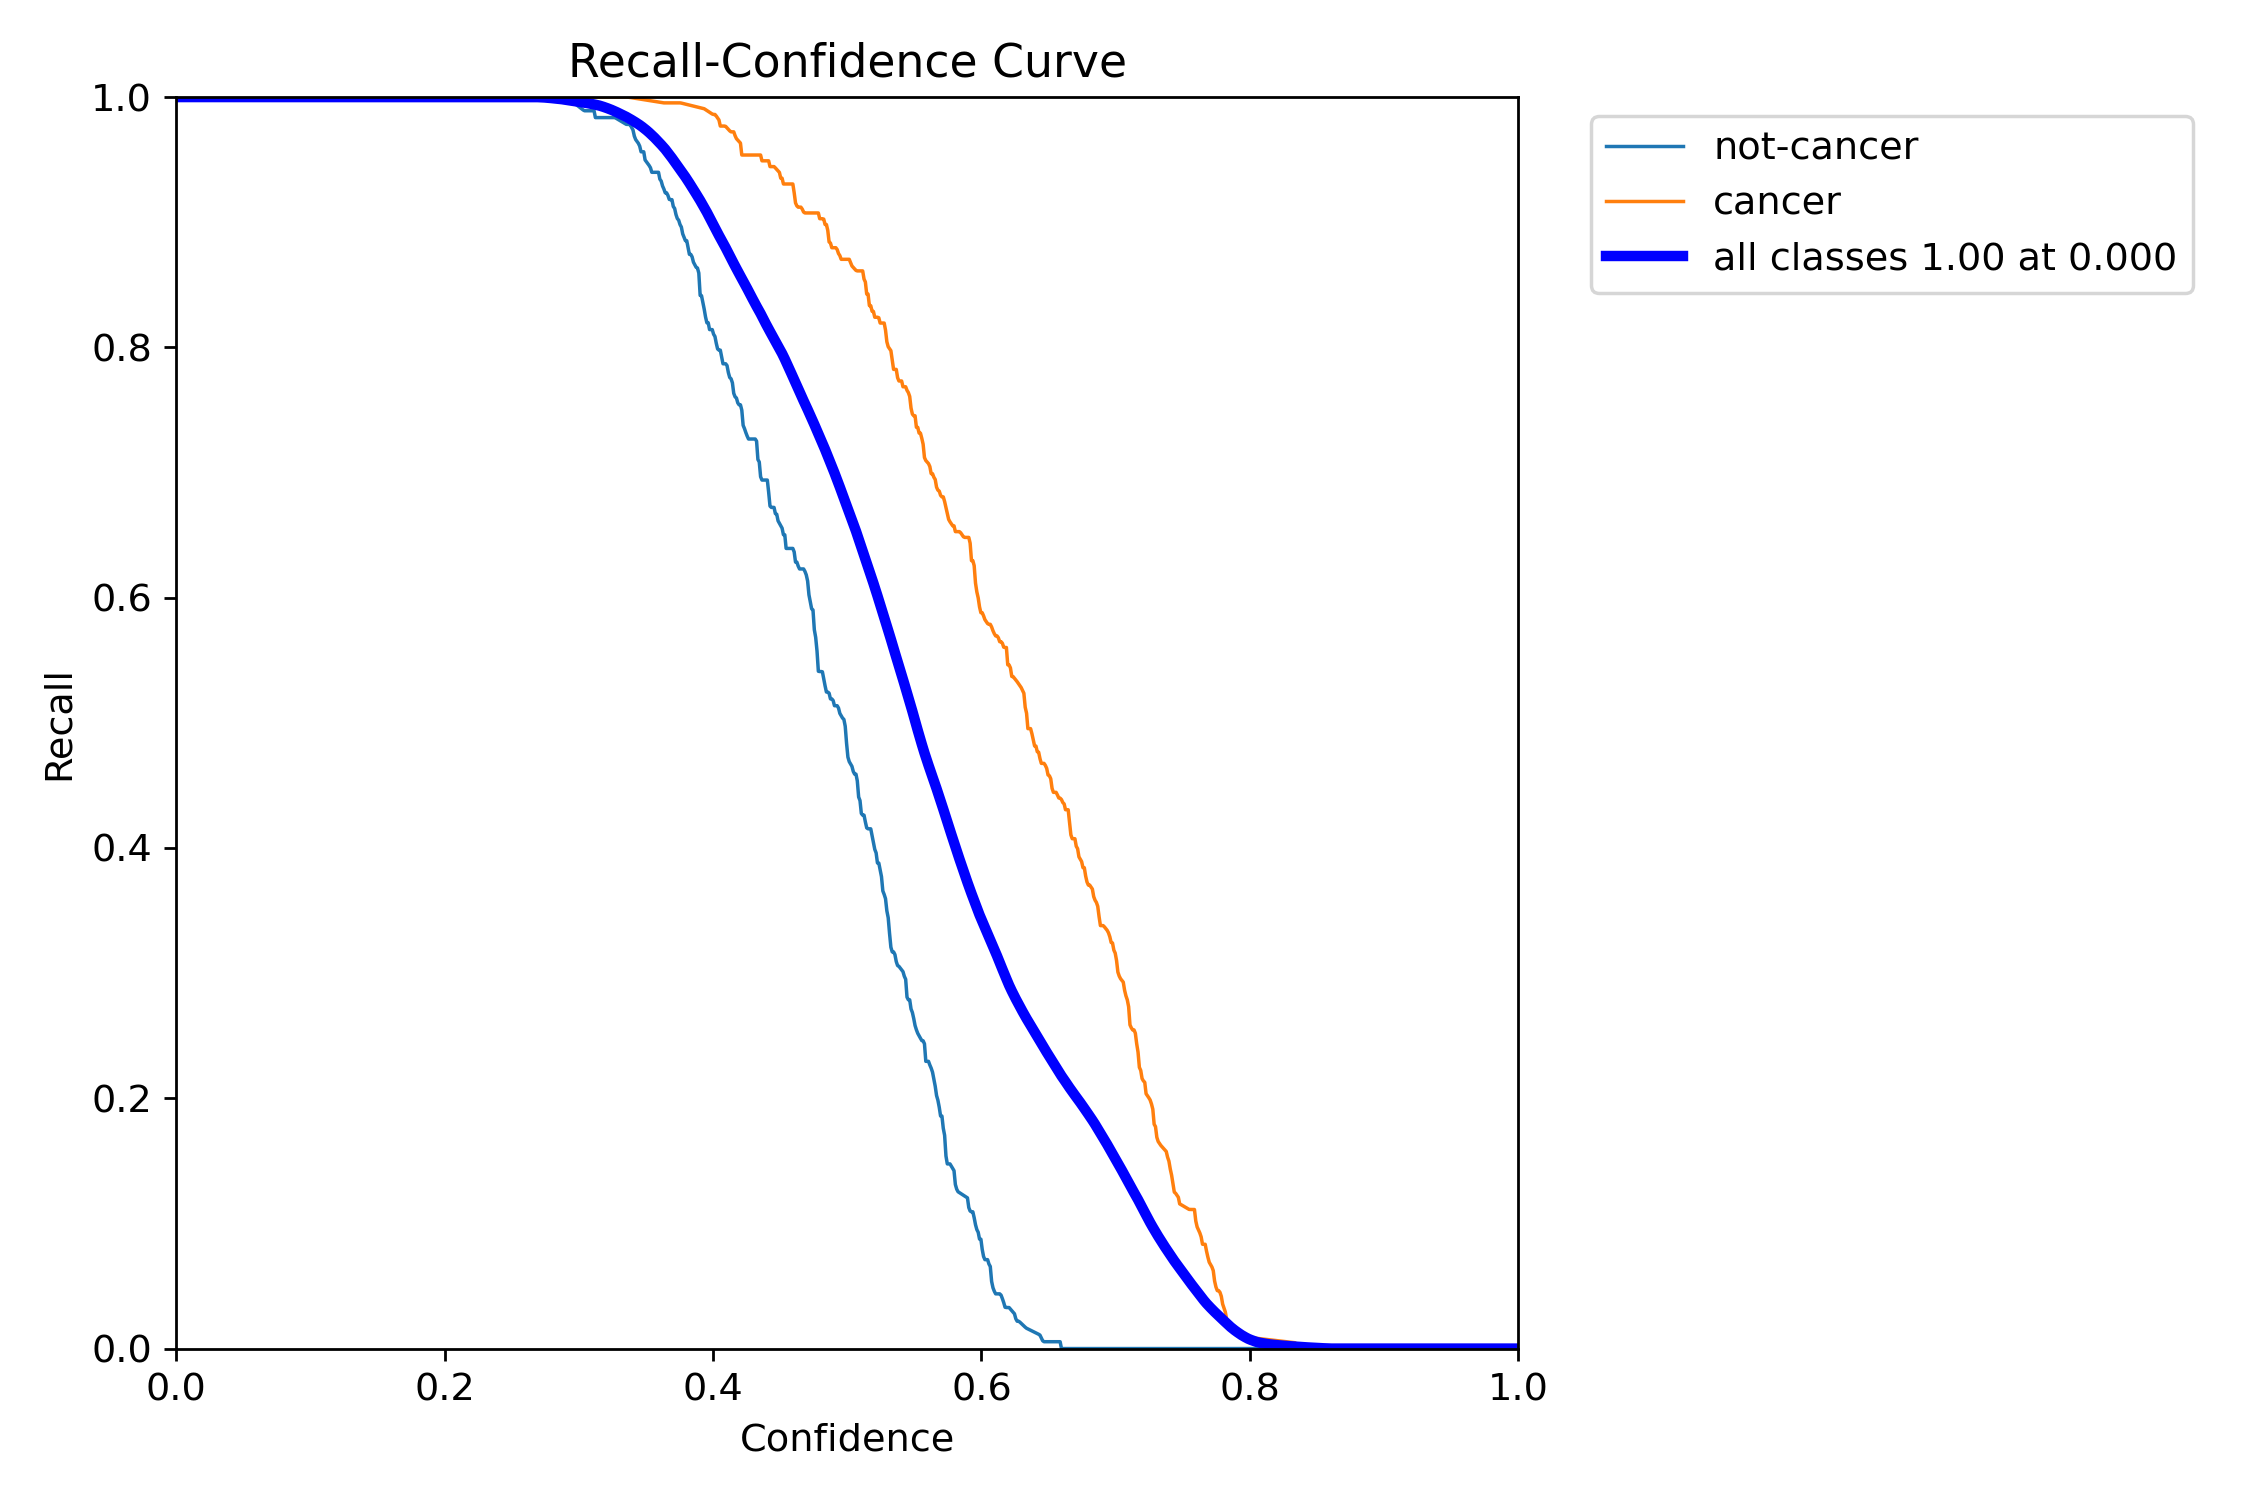 Recall-Confidence Curve
1.0
0.8
0.6
0.4
0.2
0.0
Recall
0.0 0.2 0.4 0.6 0.8 1.0
Confidence
not-cancer
cancer
all classes 1.00 at 0.000